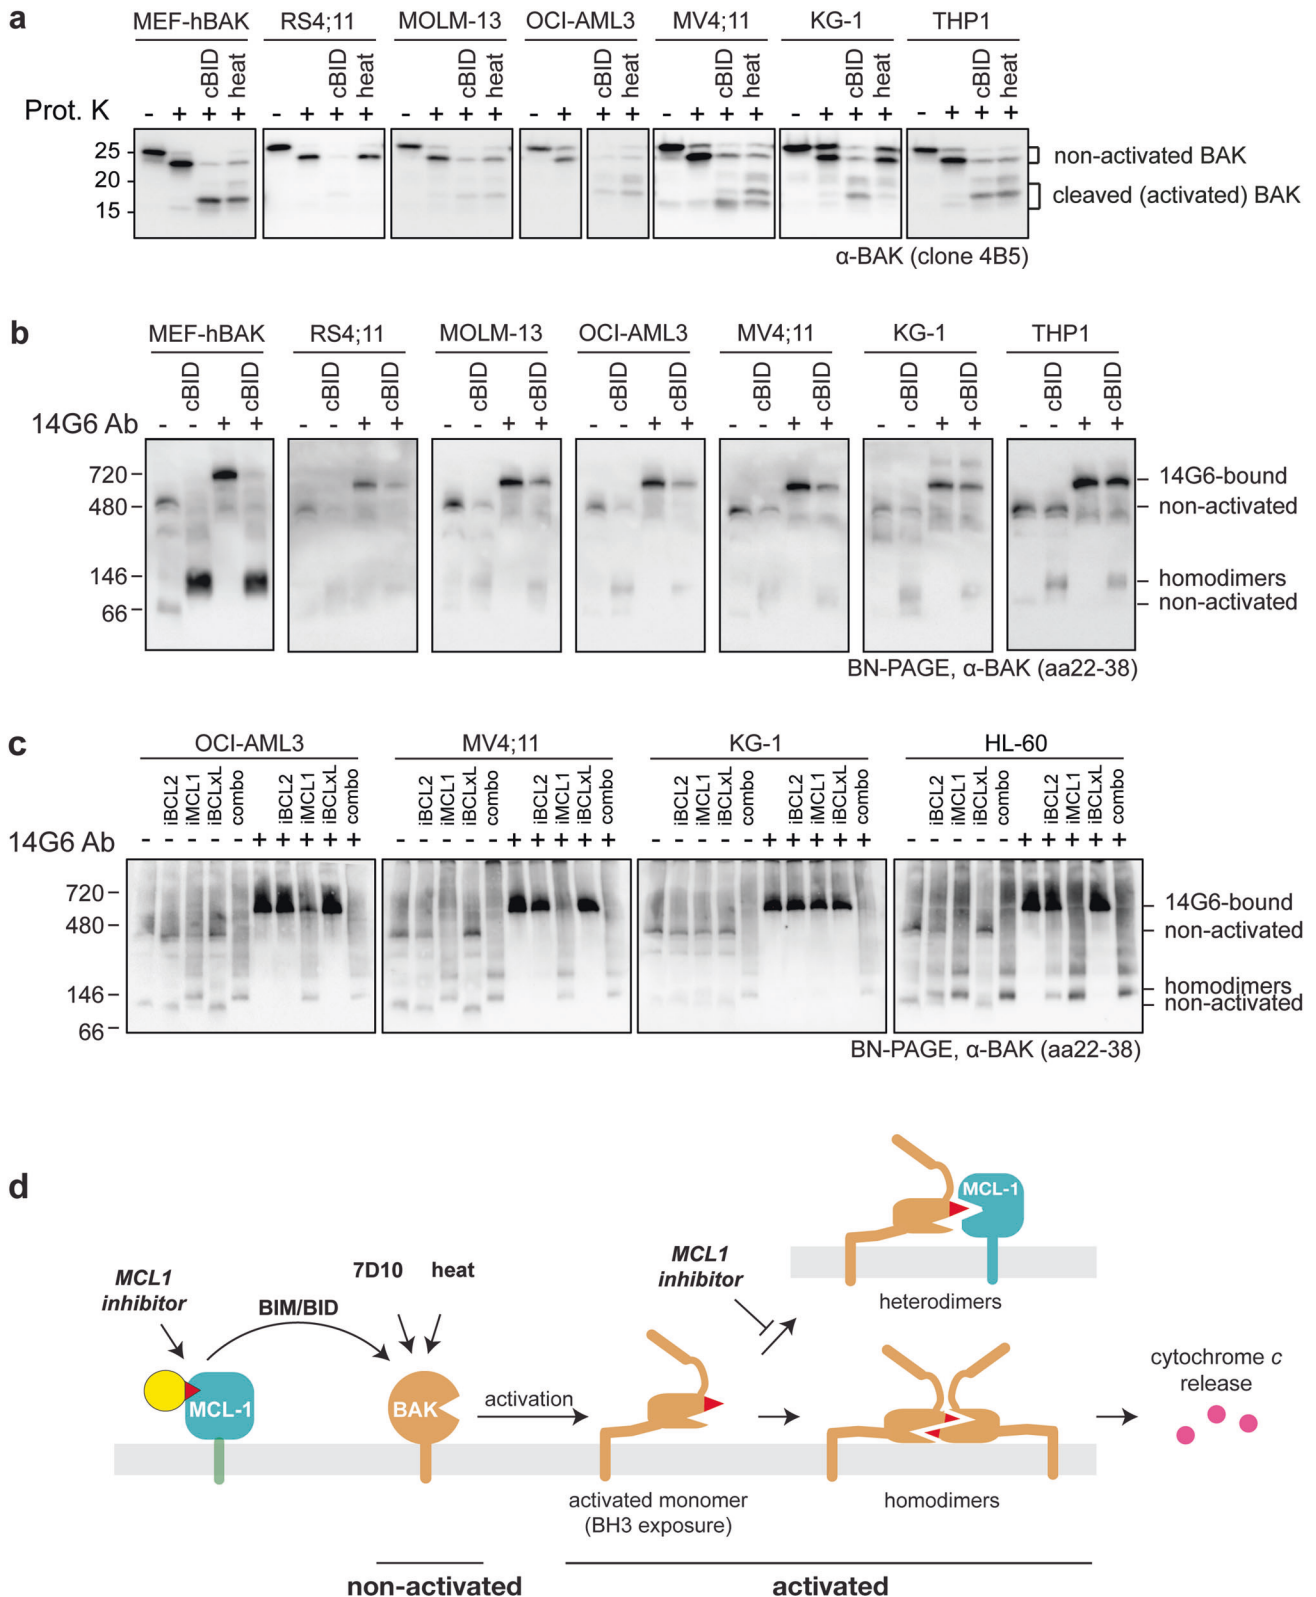 a
MEF-hBAK RS4;11 MOLM-13 OCI-AML3 MV4;11 KG-1 THP1
cBID heat cBID heat cBID heat cBID heat cBID heat cBID heat cBID heat
Prot. K - + + + - + + + - + + + - + + + - + + + - + + + - + + +
25
20
15
non-activated BAK
cleaved (activated) BAK
α-BAK (clone 4B5)
b
MEF-hBAK RS4;11 MOLM-13 OCI-AML3 MV4;11 KG-1 THP1
cBID cBID cBID cBID cBID cBID cBID cBID cBID cBID cBID cBID cBID cBID
14G6 Ab - - + + - - + + - - + + - - + + - - + + - - + + - - + +
720
480
146
66
14G6-bound
non-activated
homodimers
non-activated
BN-PAGE, α-BAK (aa22-38)
c
OCI-AML3 MV4;11 KG-1 HL-60
iBCL2 iMCL1 iBCLxL combo iBCL2 iMCL1 iBCLxL combo iBCL2 iMCL1 iBCLxL combo iBCL2 iMCL1 iBCLxL combo iBCL2 iMCL1 iBCLxL combo iBCL2 iMCL1 iBCLxL combo iBCL2 iMCL1 iBCLxL combo iBCL2 iMCL1 iBCLxL combo
14G6 Ab - - - - - + + + + + - - - - - + + + + + - - - - - + + + + + - - - - - + + + + +
720
480
146
66
14G6-bound
non-activated
homodimers
non-activated
BN-PAGE, α-BAK (aa22-38)
d
MCL-1
heterodimers
MCL1
inhibitor
MCL1
inhibitor
BIM/BID
7D10 heat
MCL-1
BAK
activation
activated monomer
(BH3 exposure)
homodimers
cytochrome c
release
non-activated
activated